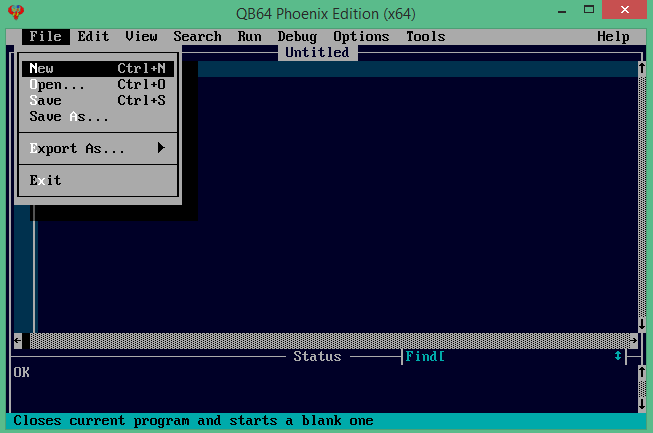 QB64 Phoenix Edition (x64)
File Edit View Search Run Debug Options Tools Help
Untitled
New Ctrl+N
Open... Ctrl+O
Save Ctrl+S
Save As...
Export As...
Exit
Status Find[
OK
Closes current program and starts a blank one